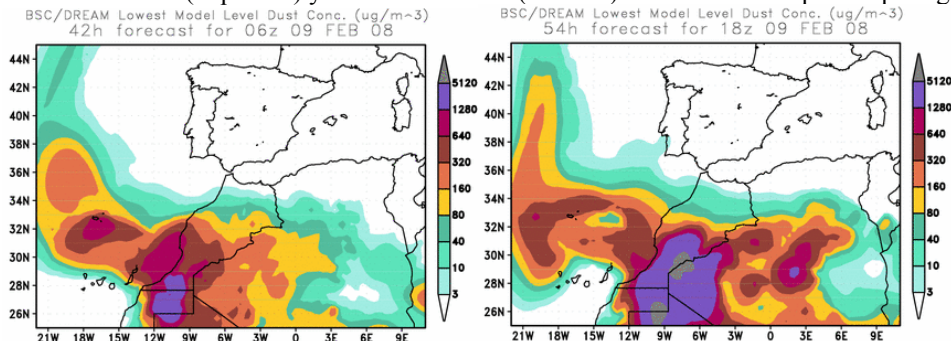 BSC/DREAM Lowest Model Level Dust Conc. (ug/m^3)
42h forecast for 06z 09 FEB 08
44N
42N
40N
38N
36N
34N
32N
30N
28N
26N
21W 18W 15W 12W 9W 6W 3W 0 3E 6E 9E
5120
1280
640
320
160
80
40
10
3
BSC/DREAM Lowest Model Level Dust Conc. (ug/m^3)
54h forecast for 18z 09 FEB 08
44N
42N
40N
38N
36N
34N
32N
30N
28N
26N
21W 18W 15W 12W 9W 6W 3W 0 3E 6E 9E
5120
1280
640
320
160
80
40
10
3